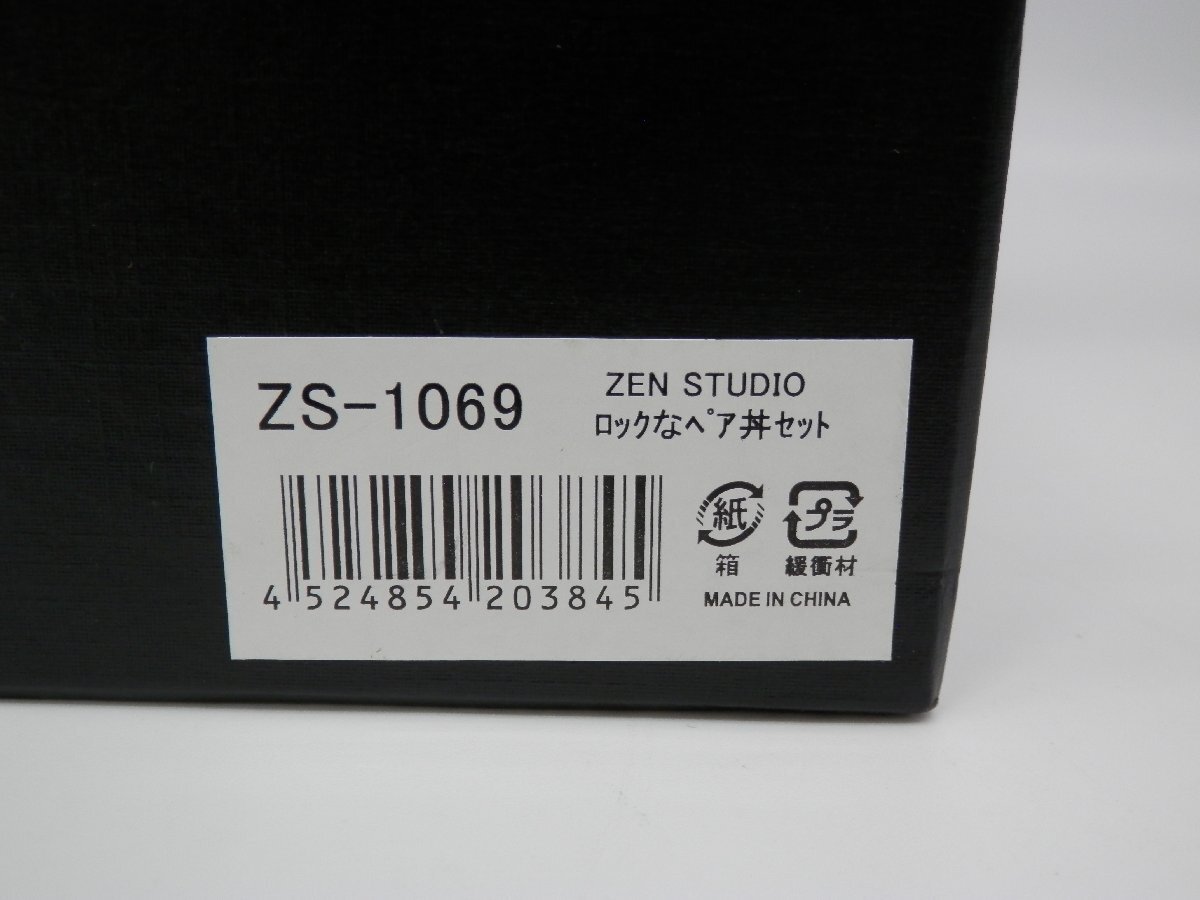 ZS-1069
ZEN STUDIO
ロックなペア丼セット
4 524854 203845
紙
箱
プラ
緩衝材
MADE IN CHINA